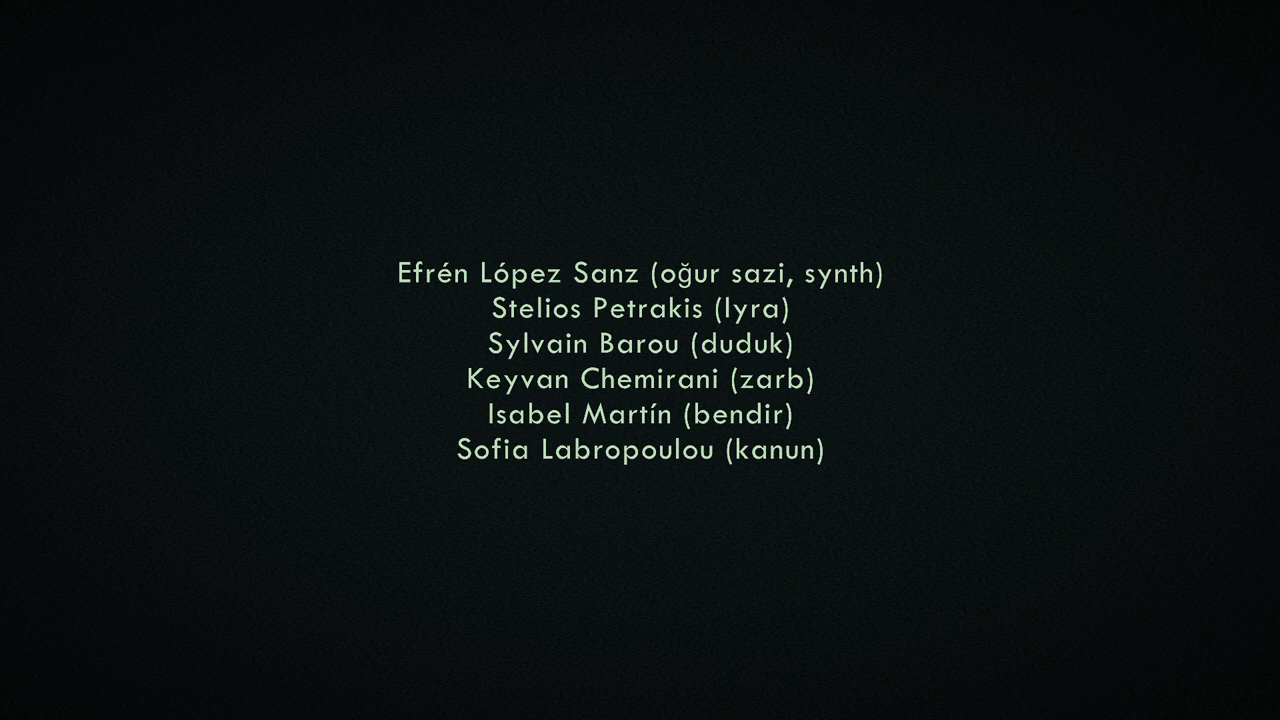 Efrén López Sanz (oğur sazi, synth)
Stelios Petrakis (lyra)
Sylvain Barou (duduk)
Keyvan Chemirani (zarb)
Isabel Martín (bendir)
Sofia Labropoulou (kanun)